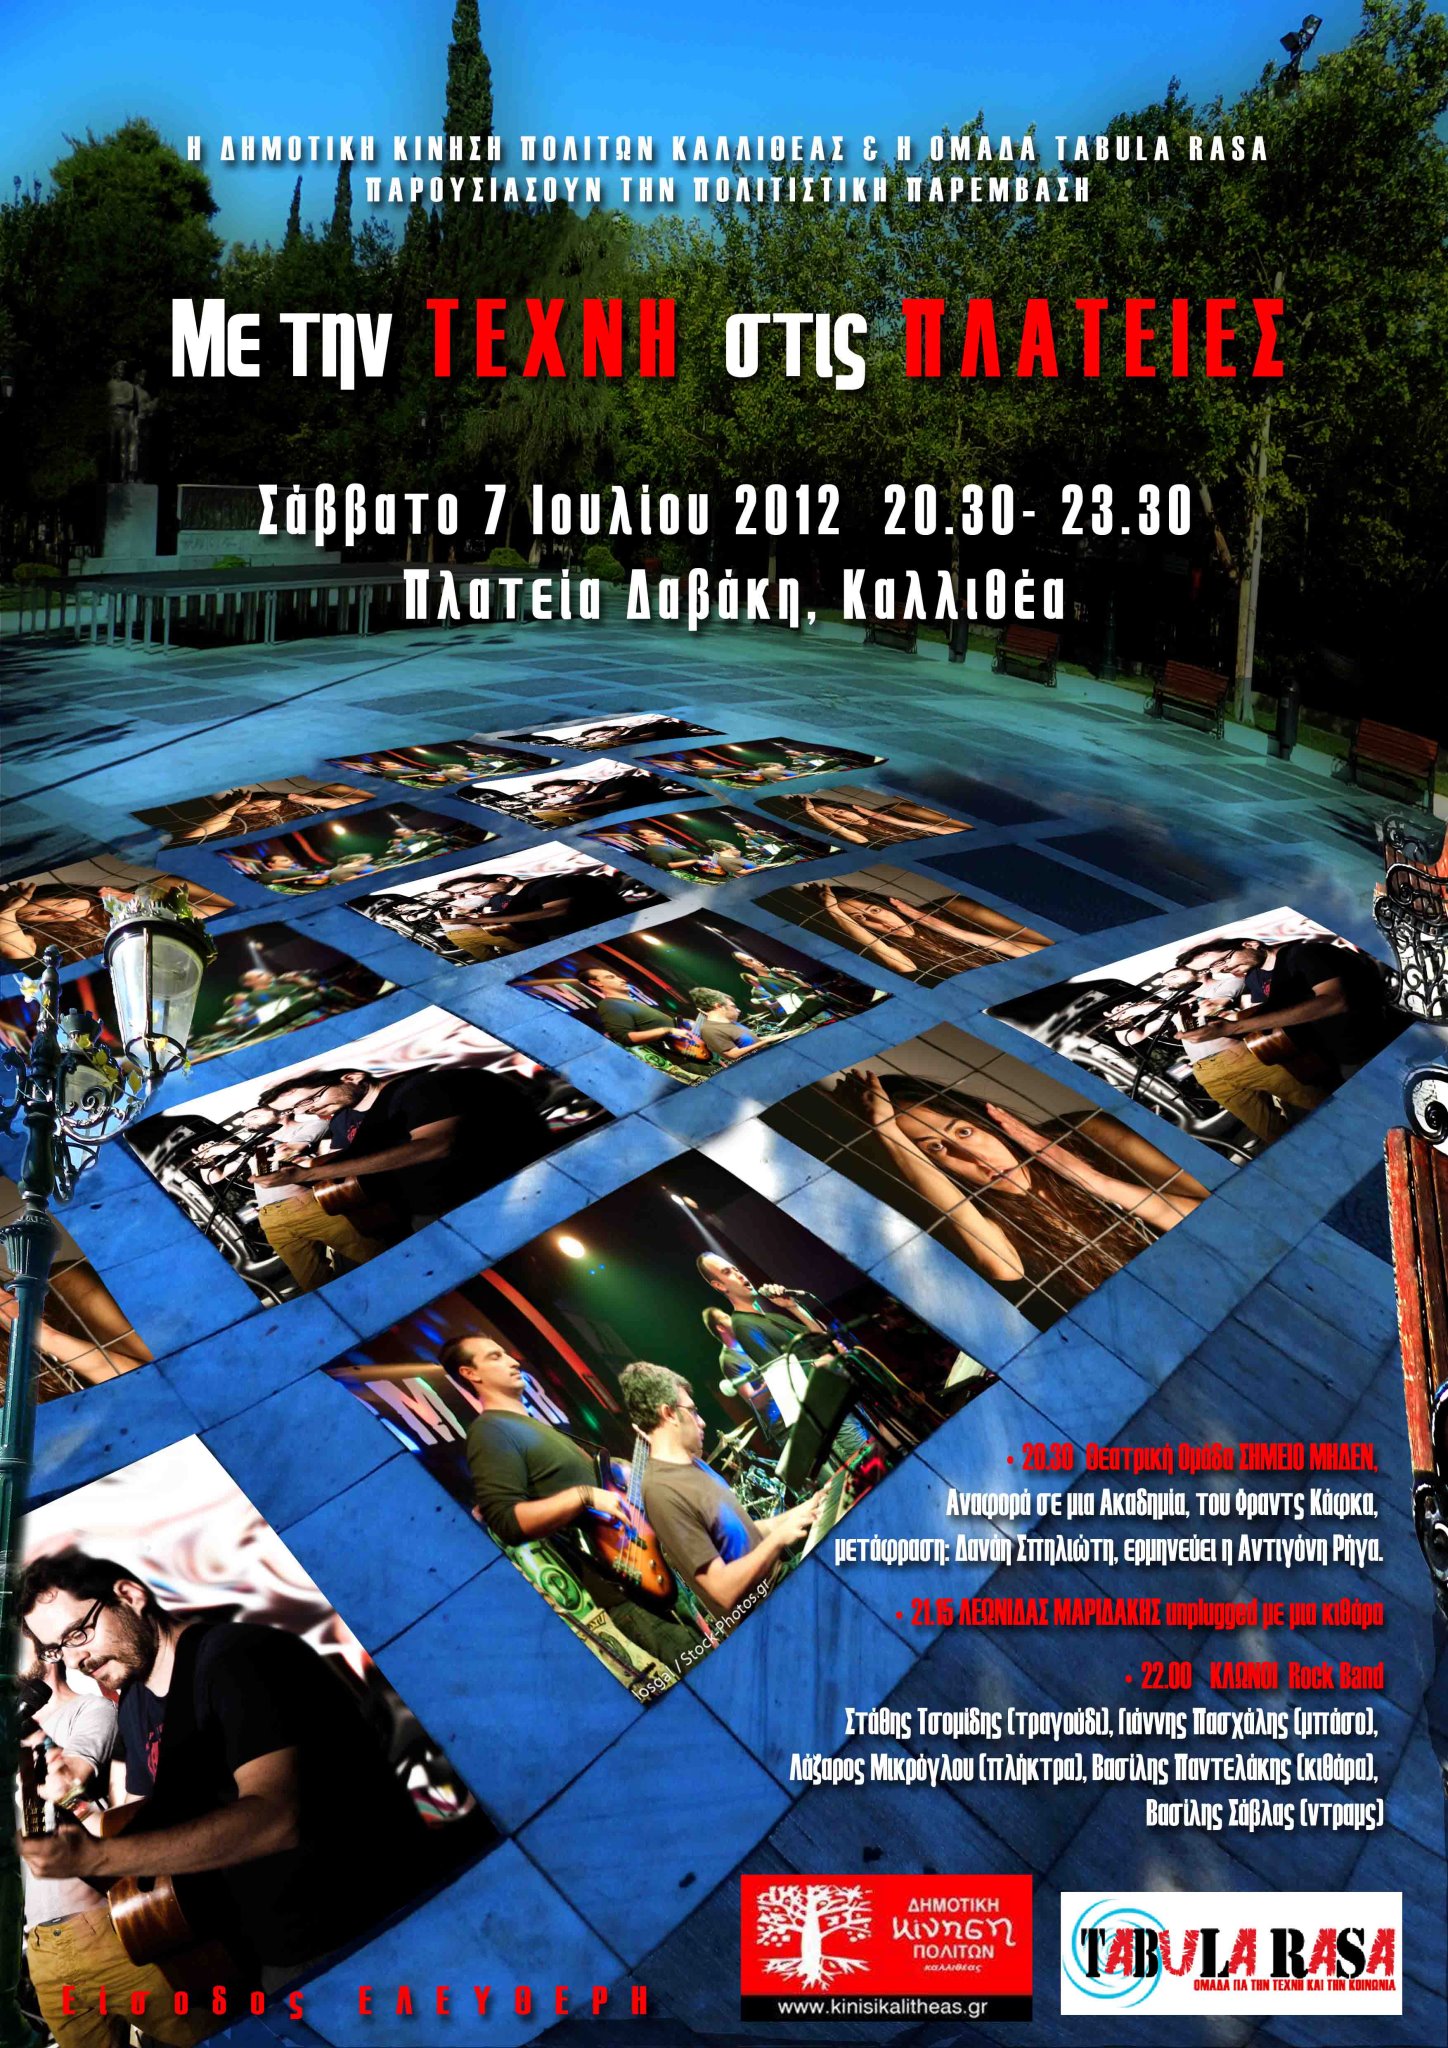 Η ΔΗΜΟΤΙΚΗ ΚΙΝΗΣΗ ΠΟΛΙΤΩΝ ΚΑΛΛΙΘΕΑΣ & Η ΟΜΑΔΑ TABULA RASA
ΠΑΡΟΥΣΙΑΣΟΥΝ ΤΗΝ ΠΟΛΙΤΙΣΤΙΚΗ ΠΑΡΕΜΒΑΣΗ
Με την ΤΕΧΝΗ στις ΠΛΑΤΕΙΕΣ
Σάββατο 7 Ιουλίου 2012 20.30- 23.30
Πλατεία Δαβάκη, Καλλιθέα
Iosgal / Stock-Photos.gr
• 20.30 Θεατρική Ομάδα ΣΗΜΕΙΟ ΜΗΔΕΝ,
Αναφορά σε μια Ακαδημία, του Φραντς Κάφκα,
μετάφραση: Δανάη Σπηλιώτη, ερμηνεύει η Αντιγόνη Ρήγα.
• 21.15 ΛΕΩΝΙΔΑΣ ΜΑΡΙΔΑΚΗΣ unplugged με μια κιθάρα
• 22.00 ΚΛΩΝΟΙ Rock Band
Στάθης Τσομίδης (τραγούδι), Γιάννης Πασχάλης (μπάσο),
Λάζαρος Μικρόγλου (πλήκτρα), Βασίλης Παντελάκης (κιθάρα),
Βασίλης Σάβλας (ντραμς)
ΔΗΜΟΤΙΚΗ
κίνηση
ΠΟΛΙΤΩΝ
καλλιθέας
www.kinisikalitheas.gr
TABULA RASA
ΟΜΑΔΑ ΓΙΑ ΤΗΝ ΤΕΧΝΗ ΚΑΙ ΤΗΝ ΚΟΙΝΩΝΙΑ
Είσοδος ΕΛΕΥΘΕΡΗ